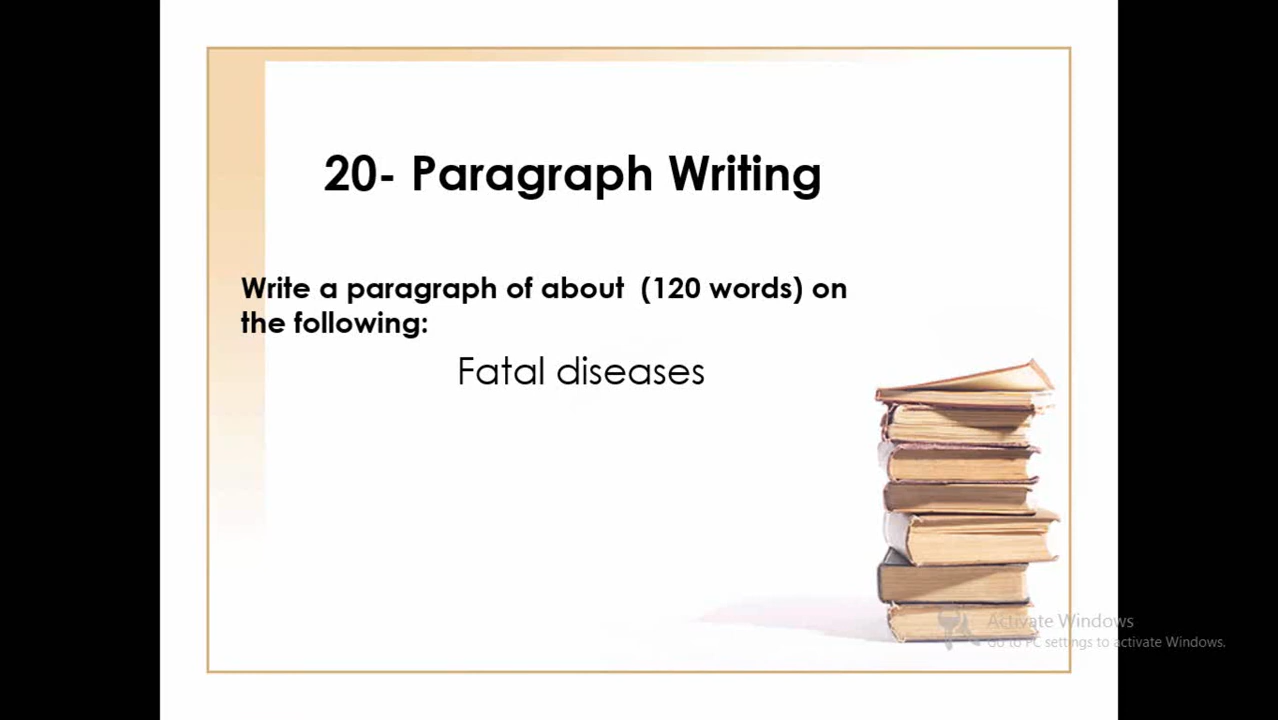 20- Paragraph Writing
Write a paragraph of about (120 words) on
the following:
Fatal diseases
Activate Windows
Go to PC settings to activate Windows.